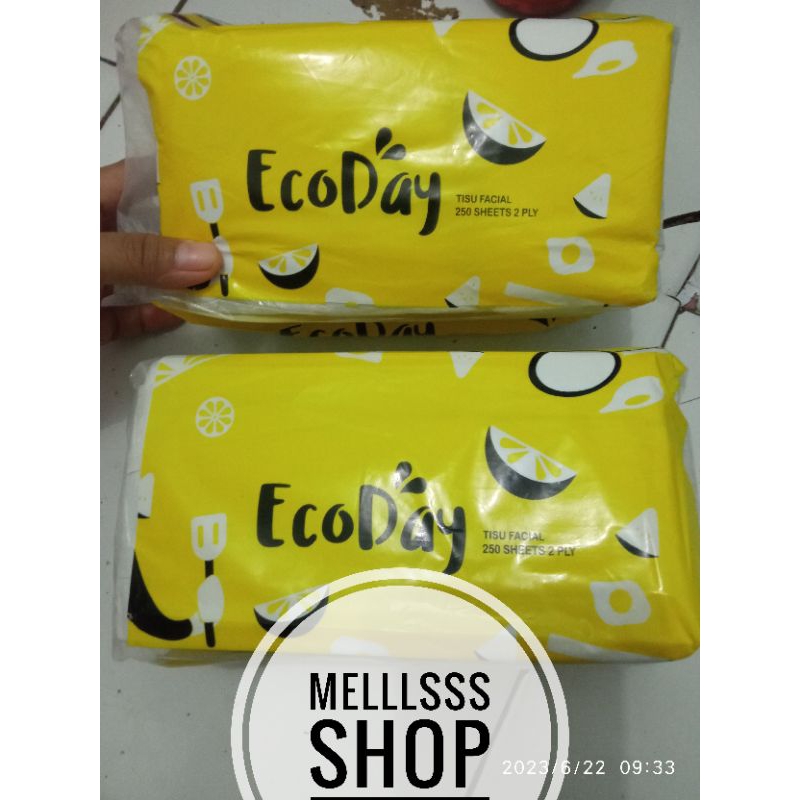 EcoDay
TISU FACIAL
250 SHEETS 2 PLY
EcoDay
EcoDay
TISU FACIAL
250 SHEETS 2 PLY
MELLLSSS
SHOP
2023/6/22 09:33